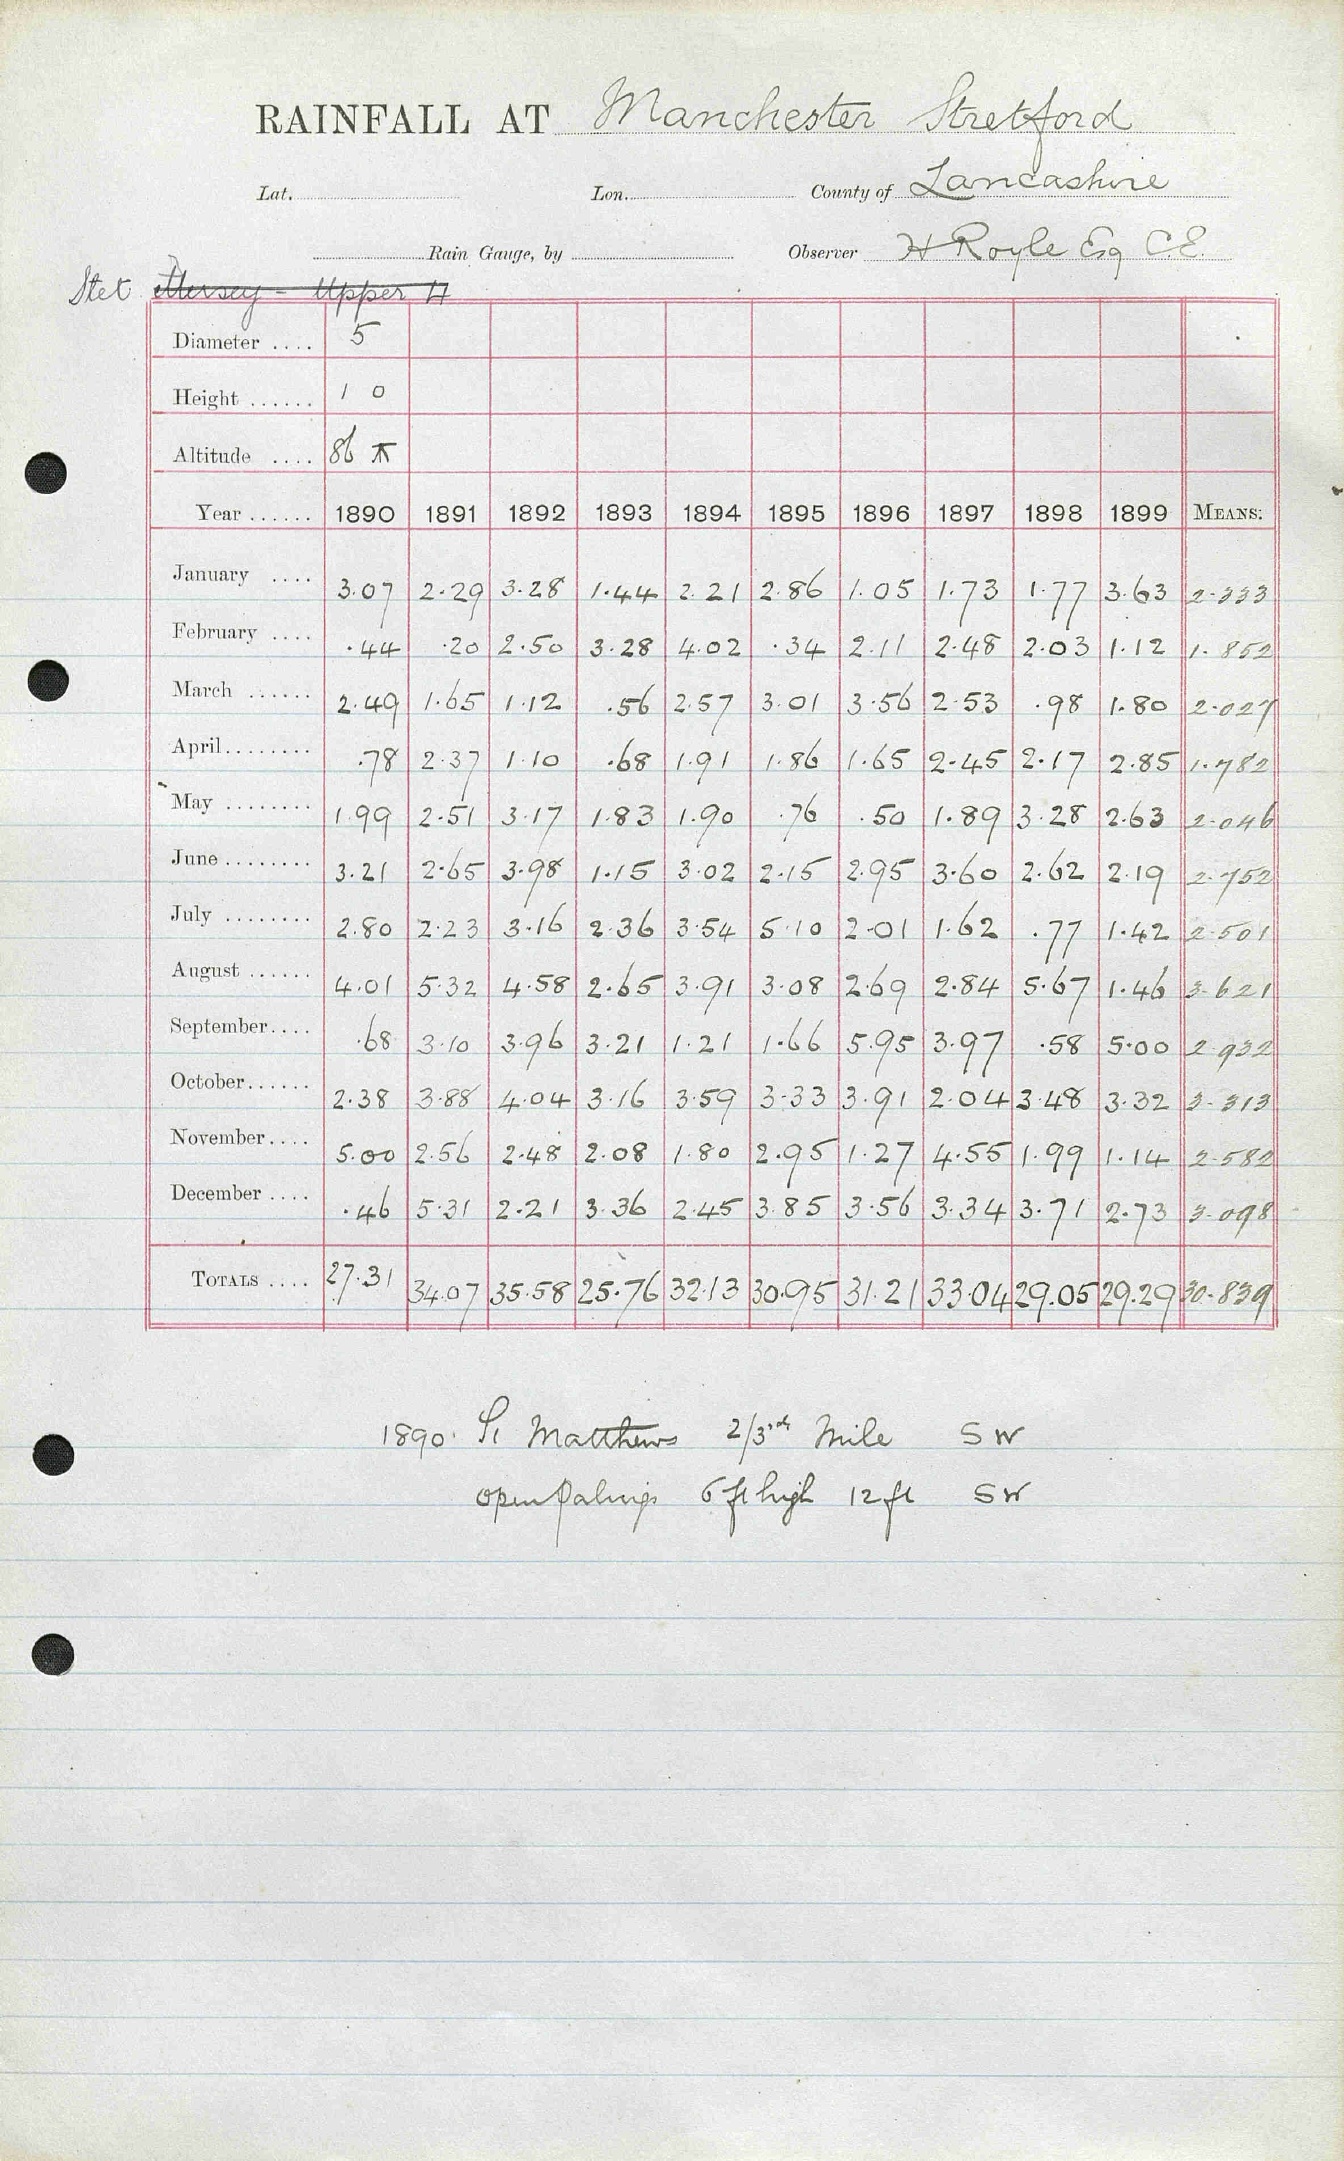 RAINFALL AT Manchester Stretford
Lat. Lon. County of Lancashire
Rain Gauge, by Observer H Royle Esq C.E.
Stet Mersey - Upper H
Diameter .... 5
Height ...... 1 0
Altitude .... 86
Year ...... 1890 1891 1892 1893 1894 1895 1896 1897 1898 1899 MEANS.
January .... 3.07 2.29 3.28 1.44 2.21 2.86 1.05 1.73 1.77 3.63 2.333
February .... .44 .20 2.50 3.28 4.02 .34 2.11 2.48 2.03 1.12 1.852
March ...... 2.49 1.65 1.12 .56 2.57 3.01 3.56 2.53 .98 1.80 2.027
April ........ .78 2.37 1.10 .68 1.91 1.86 1.65 2.45 2.17 2.85 1.782
May ........ 1.99 2.51 3.17 1.83 1.90 .76 .50 1.89 3.28 2.63 2.046
June ........ 3.21 2.65 3.98 1.15 3.02 2.15 2.95 3.60 2.62 2.19 2.752
July ........ 2.80 2.23 3.16 2.36 3.54 5.10 2.01 1.62 .77 1.42 2.501
August ...... 4.01 5.32 4.58 2.65 3.91 3.08 2.69 2.84 5.67 1.46 3.621
September .... .68 3.10 3.96 3.21 1.21 1.66 5.95 3.97 .58 5.00 2.932
October ...... 2.38 3.88 4.04 3.16 3.59 3.33 3.91 2.04 3.48 3.32 3.313
November .... 5.00 2.56 2.48 2.08 1.80 2.95 1.27 4.55 1.99 1.14 2.582
December .... .46 5.31 2.21 3.36 2.45 3.85 3.56 3.34 3.71 2.73 3.098
TOTALS .... 27.31 34.07 35.58 25.76 32.13 30.95 31.21 33.04 29.05 29.29 30.839
1890. St Matthews 2/3rds Mile SW
open palings 6 ft high 12 ft SW